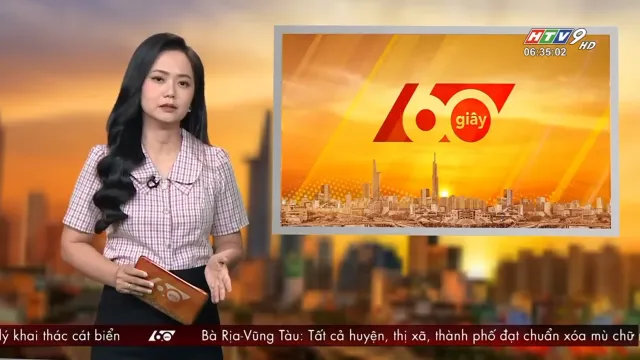 HTV9 HD
06:35:02
60 giây
lý khai thác cát biển 60 Bà Rịa-Vũng Tàu: Tất cả huyện, thị xã, thành phố đạt chuẩn xóa mù chữ